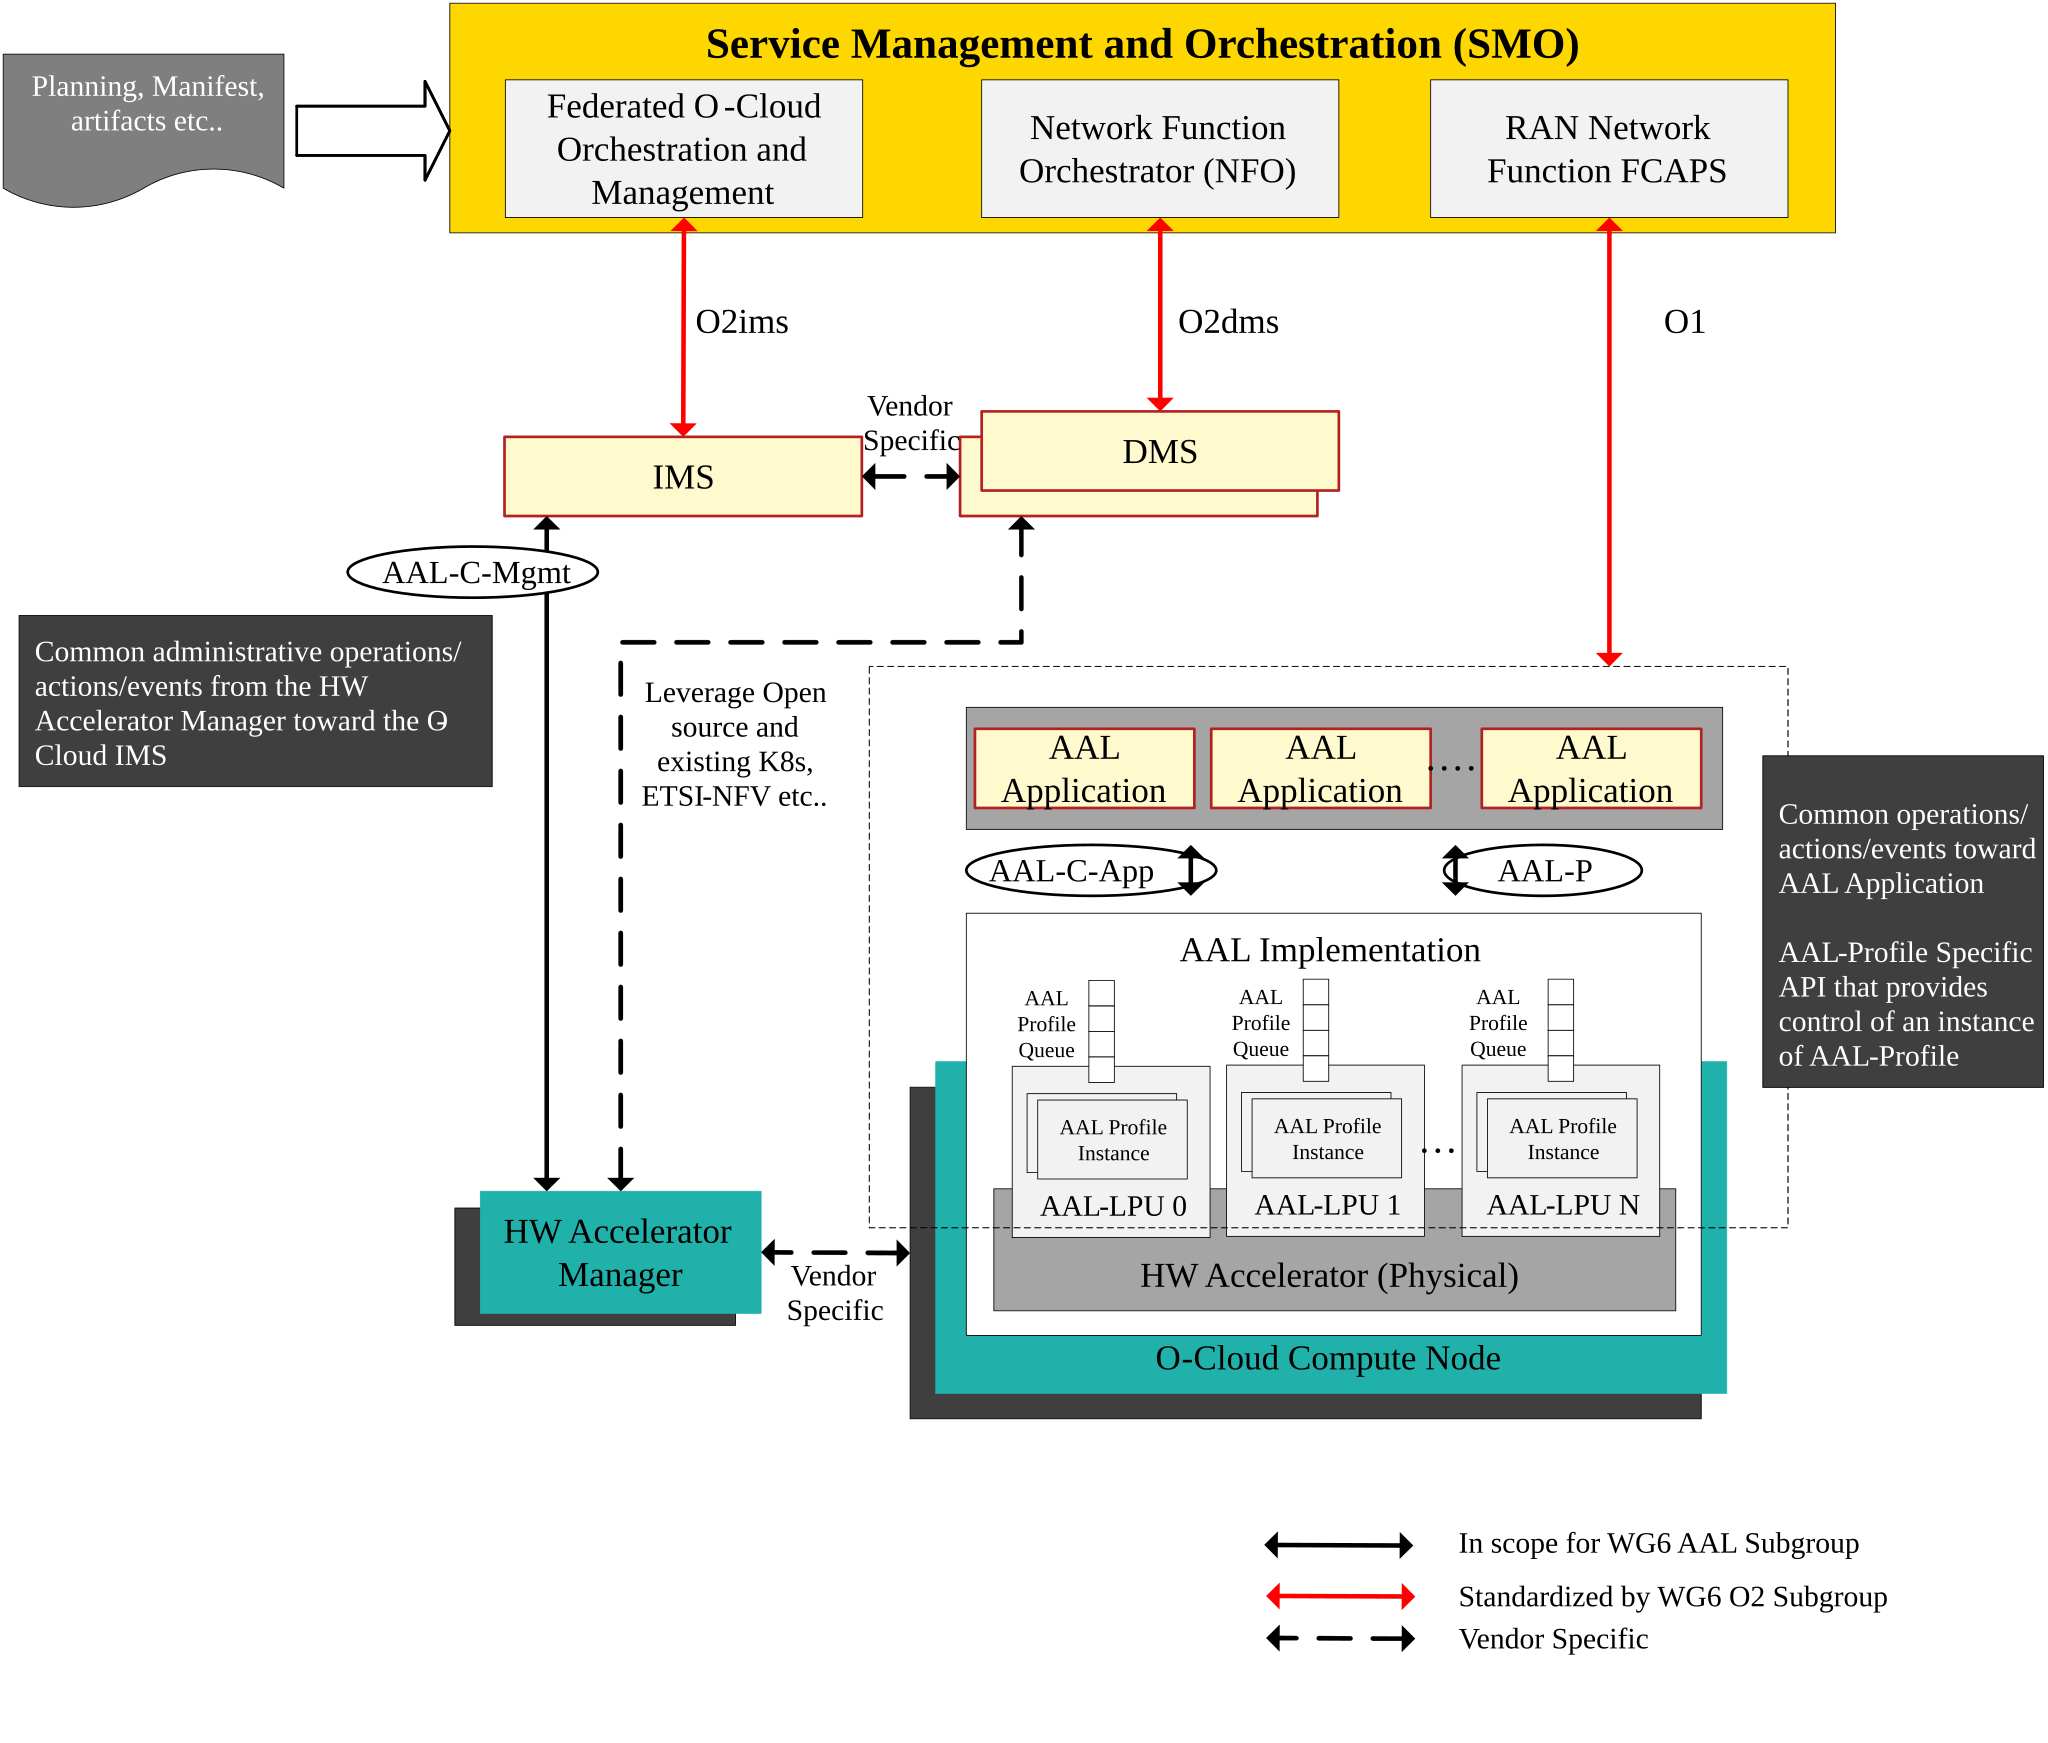 Service Management and Orchestration (SMO)
Planning, Manifest,
artifacts etc..
Federated O-Cloud
Orchestration and
Management
Network Function
Orchestrator (NFO)
RAN Network
Function FCAPS
O2ims
O2dms
O1
Vendor
Specific
IMS
DMS
AAL-C-Mgmt
Common administrative operations/
actions/events from the HW
Accelerator Manager toward the O-
Cloud IMS
Leverage Open
source and
existing K8s,
ETSI-NFV etc..
AAL
Application
AAL
Application
....
AAL
Application
AAL-C-App
AAL-P
Common operations/
actions/events toward
AAL Application
AAL-Profile Specific
API that provides
control of an instance
of AAL-Profile
AAL Implementation
AAL
Profile
Queue
AAL
Profile
Queue
AAL
Profile
Queue
AAL Profile
Instance
AAL Profile
Instance
...
AAL Profile
Instance
AAL-LPU 0
AAL-LPU 1
AAL-LPU N
HW Accelerator (Physical)
O-Cloud Compute Node
HW Accelerator
Manager
Vendor
Specific
In scope for WG6 AAL Subgroup
Standardized by WG6 O2 Subgroup
Vendor Specific